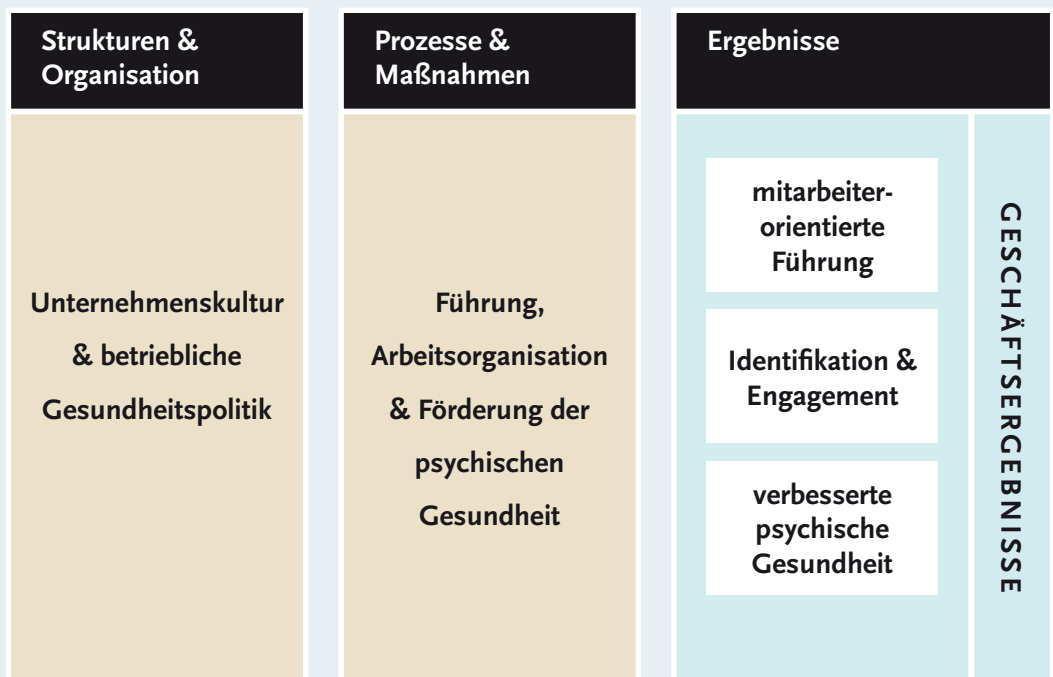 Strukturen &
Organisation
Unternehmenskultur
& betriebliche
Gesundheitspolitik
Prozesse &
Maßnahmen
Führung,
Arbeitsorganisation
& Förderung der
psychischen
Gesundheit
Ergebnisse
mitarbeiter-
orientierte
Führung
Identifikation &
Engagement
verbesserte
psychische
Gesundheit
GESCHÄFTSERGEBNISSE